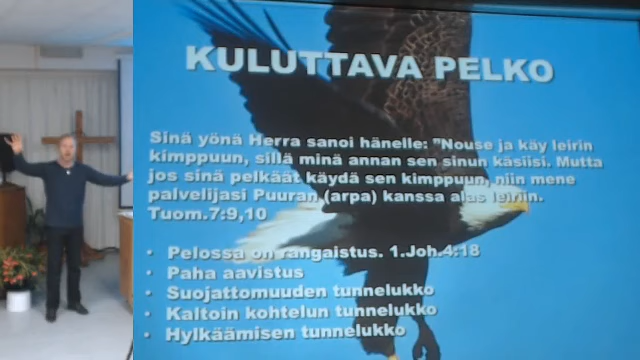 KULUTTAVA PELKO
Sinä yönä Herra sanoi hänelle: "Nouse ja käy leirin
kimppuun, sillä minä annan sen sinun käsiisi. Mutta
jos sinä pelkäät käydä sen kimppuun, niin mene
palvelijasi Puuran (arpa) kanssa alas leiriin.
Tuom.7:9,10
• Pelossa on rangaistus. 1.Joh.4:18
• Paha aavistus
• Suojattomuuden tunnelukko
• Kaltoin kohtelun tunnelukko
• Hylkäämisen tunnelukko